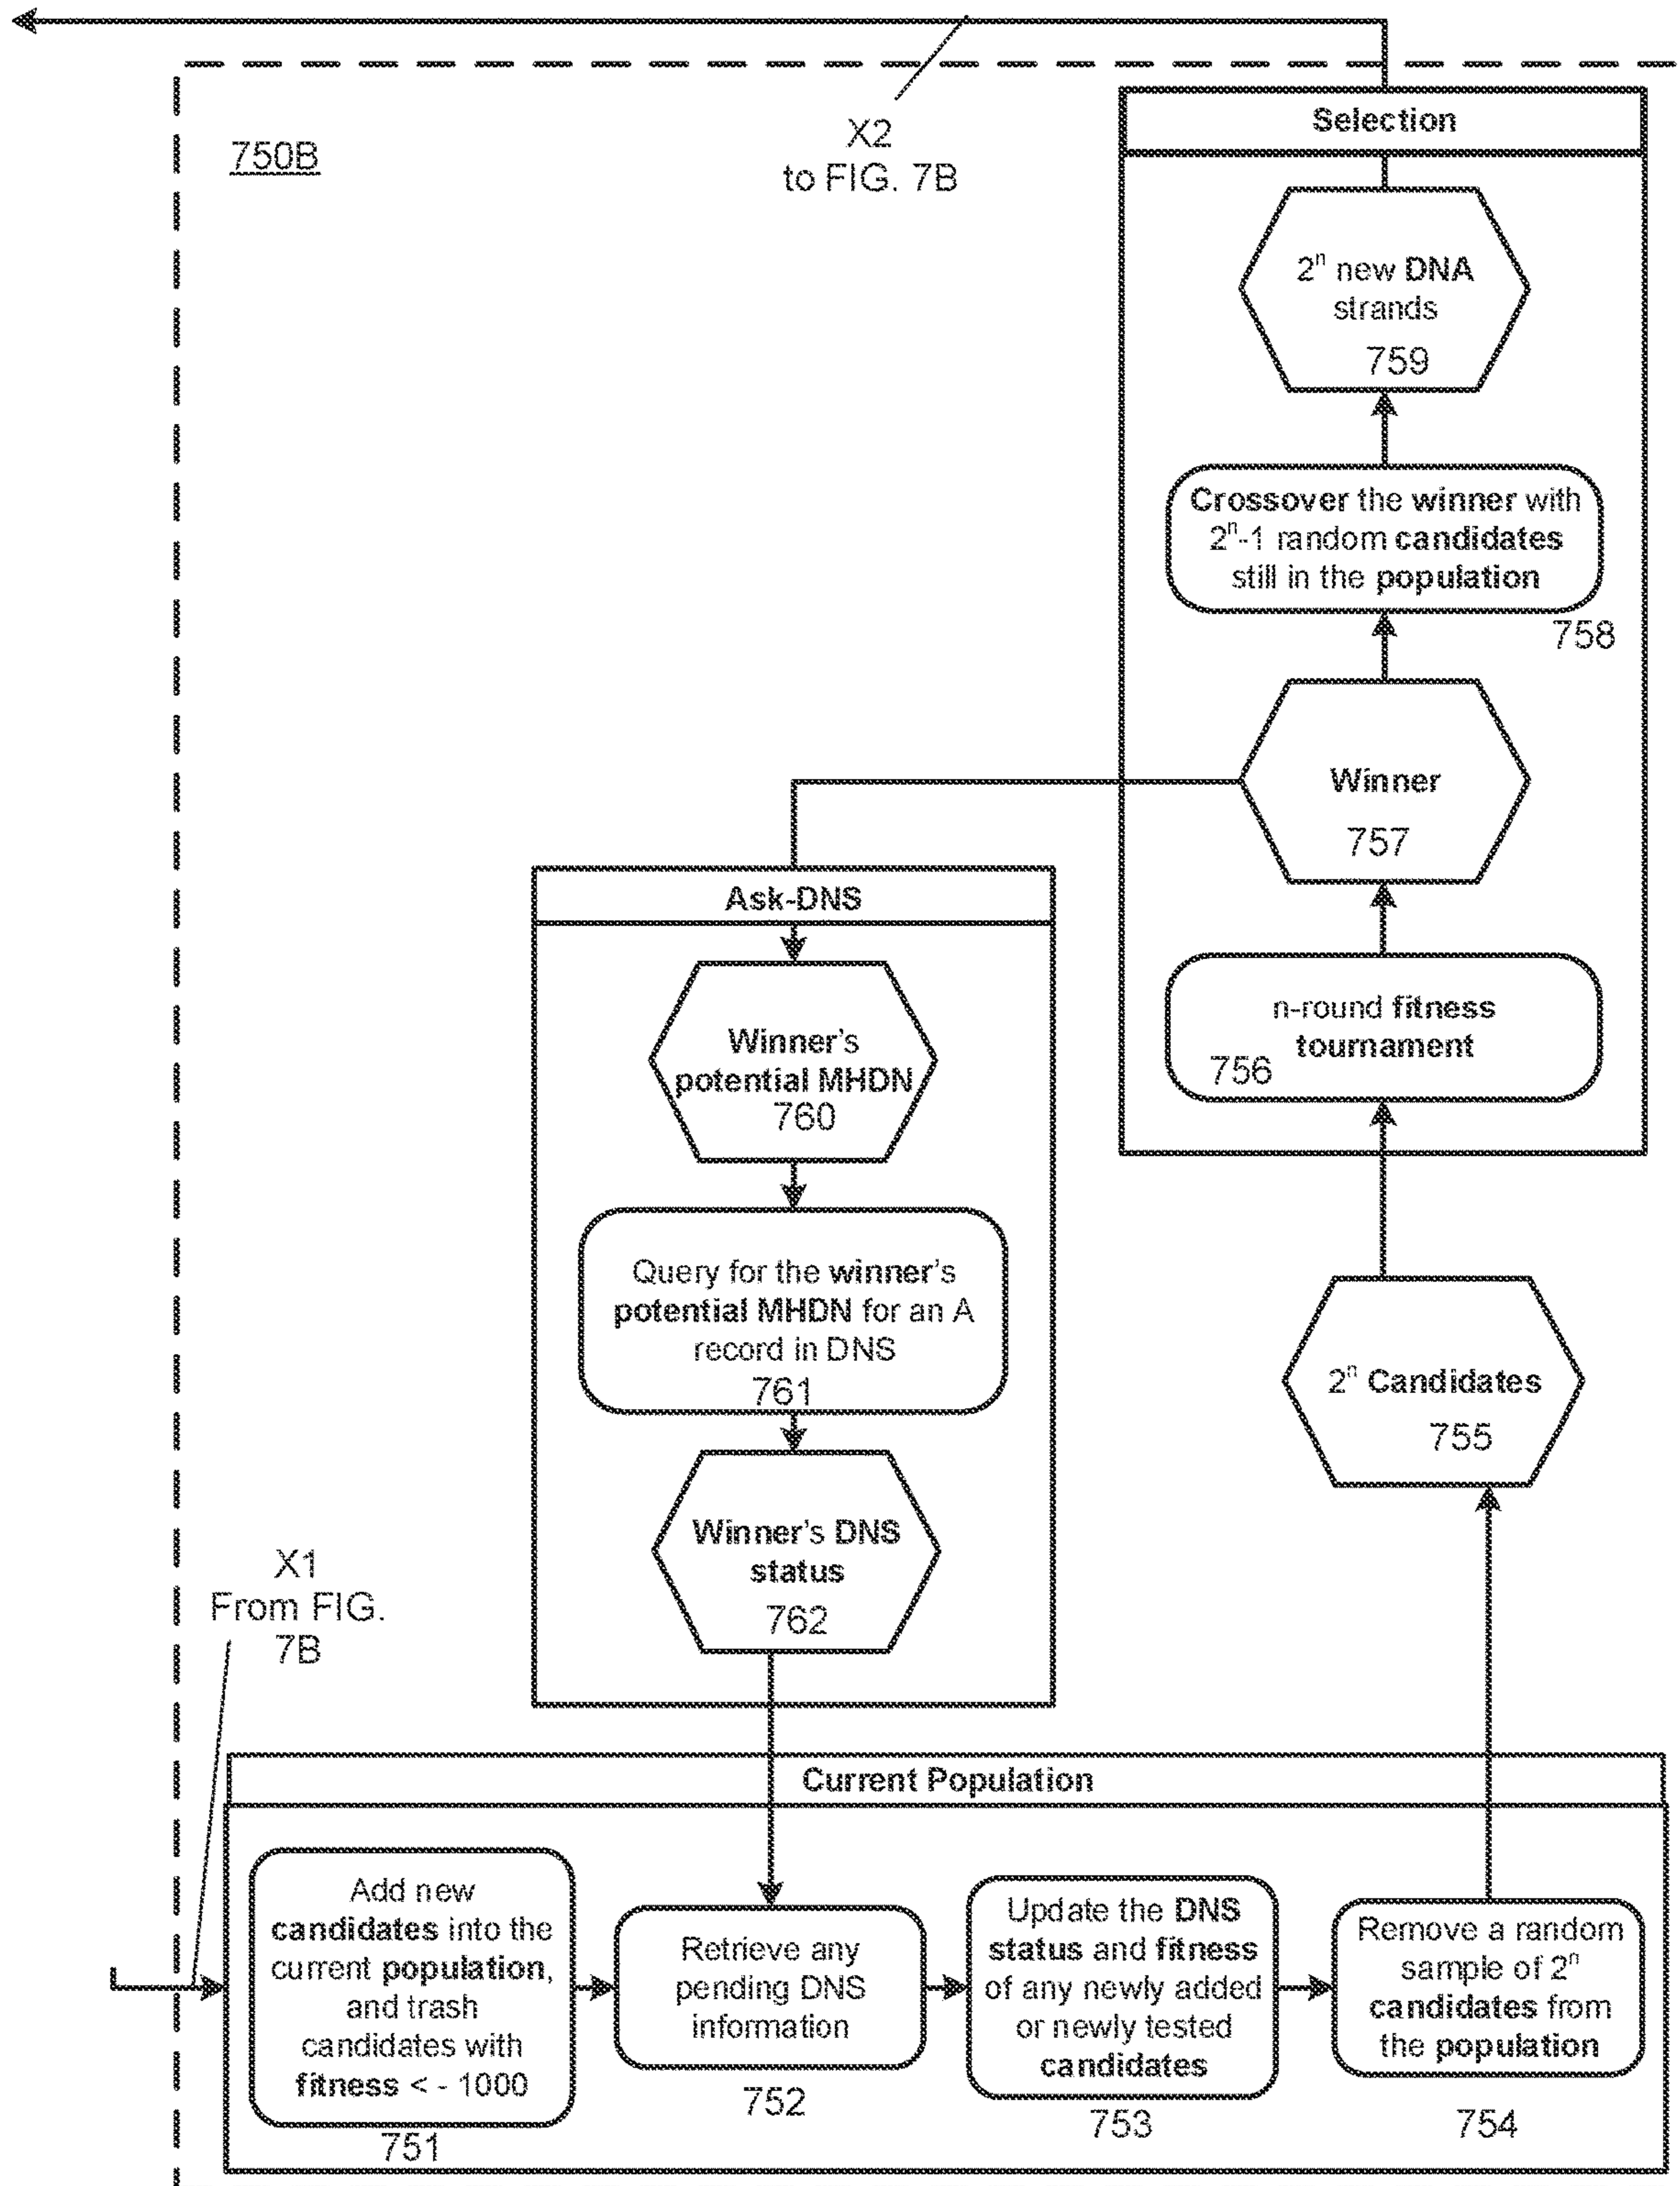 X2
to FIG. 7B
750B
Selection
2ⁿ new DNA
strands
759
Crossover the winner with
2ⁿ-1 random candidates
still in the population
758
Winner
757
n-round fitness
tournament
756
Ask-DNS
Winner's
potential MHDN
760
Query for the winner's
potential MHDN for an A
record in DNS
761
Winner's DNS
status
762
2ⁿ Candidates
755
X1
From FIG.
7B
Current Population
Add new
candidates into the
current population,
and trash
candidates with
fitness < - 1000
751
Retrieve any
pending DNS
information
752
Update the DNS
status and fitness
of any newly added
or newly tested
candidates
753
Remove a random
sample of 2ⁿ
candidates from
the population
754